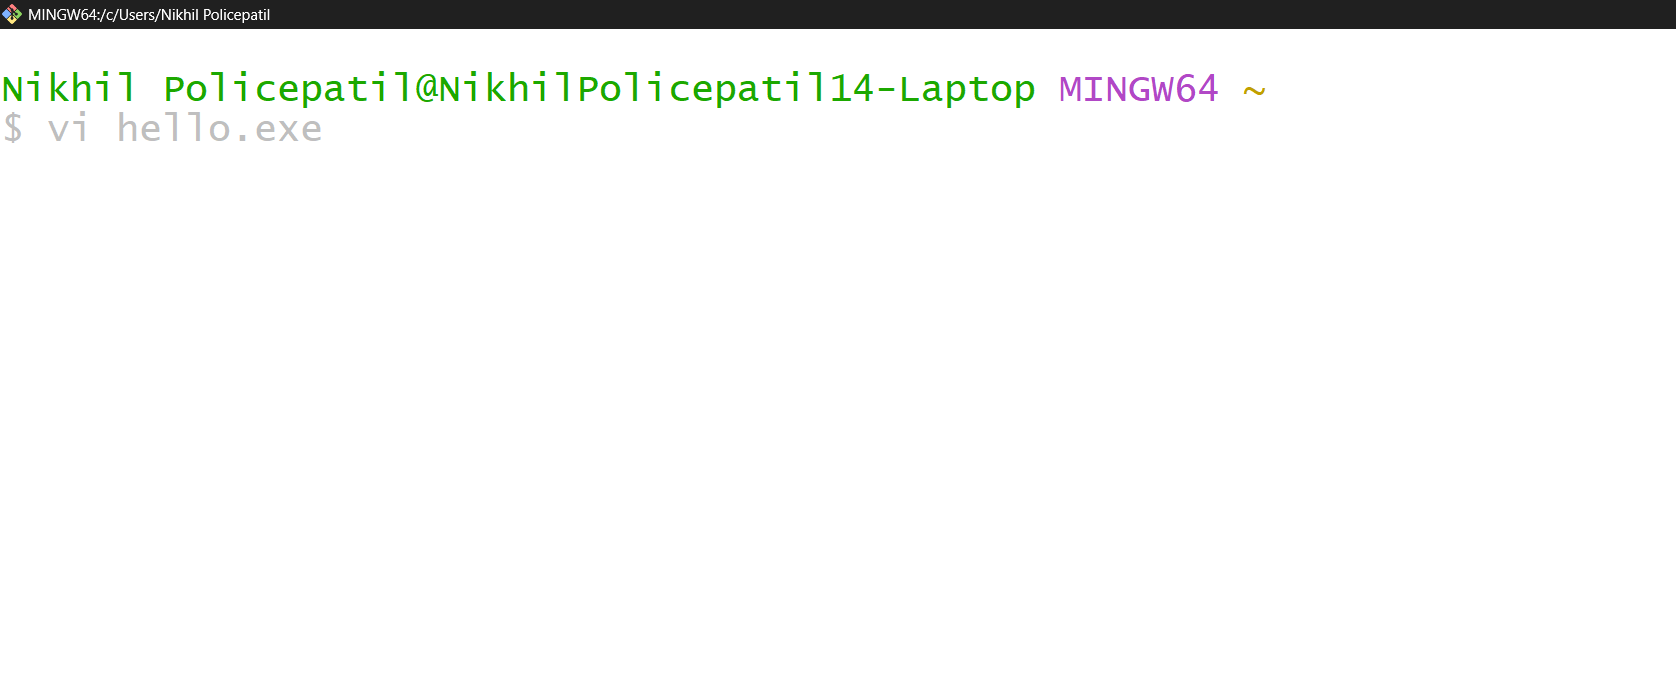 MINGW64:/c/Users/Nikhil Policepatil
Nikhil Policepatil@NikhilPolicepatil14-Laptop MINGW64 ~
$ vi hello.exe